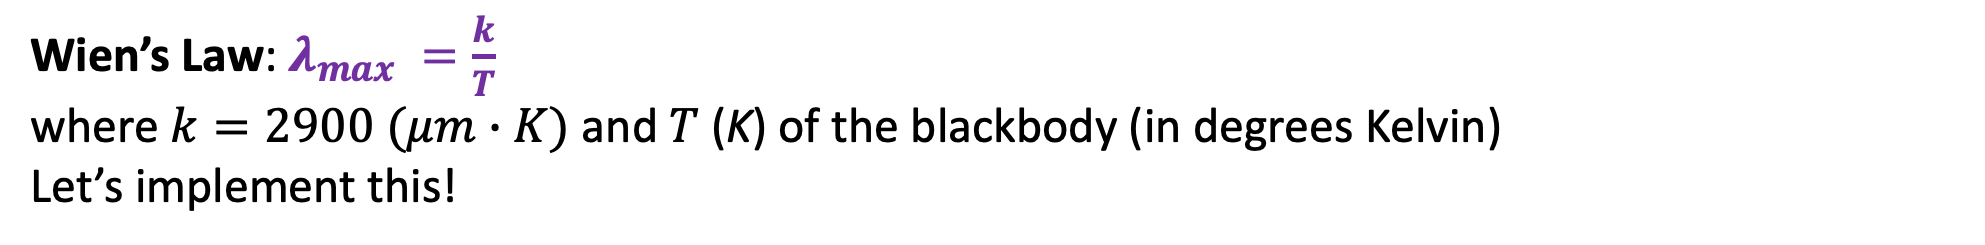 Wien's Law: λmax = k/T
where k = 2900 (μm · K) and T (K) of the blackbody (in degrees Kelvin)
Let's implement this!